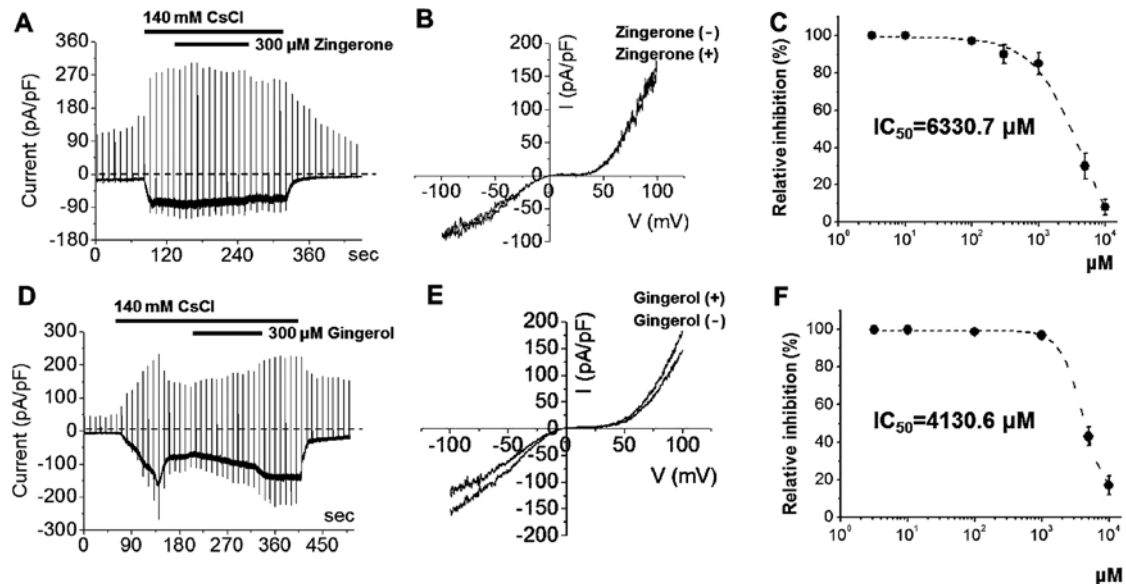 A
140 mM CsCl
300 µM Zingerone
Current (pA/pF)
360
270
180
90
0
-90
-180
0
120
240
360
sec
B
Zingerone (-)
Zingerone (+)
I (pA/pF)
200
150
100
50
0
-50
-100
-100
-50
0
50
100
V (mV)
C
Relative inhibition (%)
100
80
60
40
20
0
IC50=6330.7 µM
10⁰
10¹
10²
10³
10⁴
µM
D
140 mM CsCl
300 µM Gingerol
Current (pA/pF)
300
200
100
0
-100
-200
-300
0
90
180
270
360
450
sec
E
Gingerol (+)
Gingerol (-)
I (pA/pF)
200
150
100
50
0
-50
-100
-150
-200
-100
-50
0
50
100
V (mV)
F
Relative inhibition (%)
100
80
60
40
20
0
IC50=4130.6 µM
10⁰
10¹
10²
10³
10⁴
µM